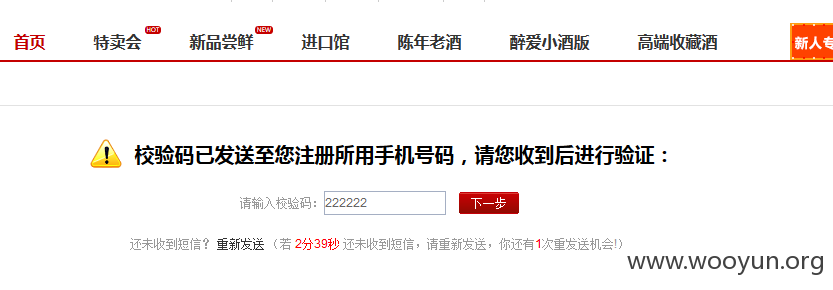 首页 特卖会 HOT 新品尝鲜 NEW 进口馆 陈年老酒 醉爱小酒版 高端收藏酒 新人专
校验码已发送至您注册所用手机号码，请您收到后进行验证：
请输入校验码: 222222 下一步
还未收到短信？ 重新发送 （若 2分39秒 还未收到短信，请重新发送，你还有1次重发送机会!）
www.wooyun.org